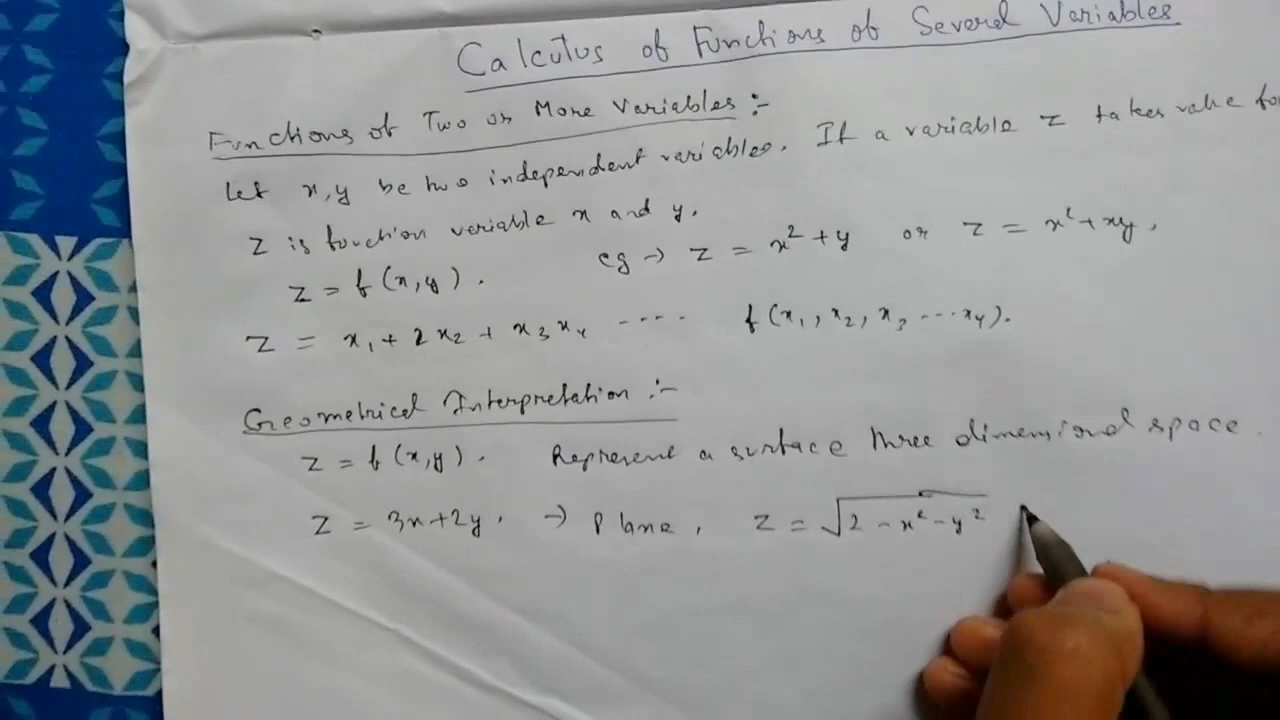 Calculus of Functions of Several Variables
Functions of Two or More Variables :-
Let x, y be two independent variables. If a variable z takes value for
z is function variable x and y.
z = f(x,y). eg → z = x² + y or z = x² + xy.
z = x₁ + 2x₂ + x₃x₄ ---- f(x₁, x₂, x₃ ---x₄).
Geometrical Interpretation :-
z = f(x,y). Represent a surface three dimensional space.
z = 3x+2y. → Plane, z = √2 - x² - y²